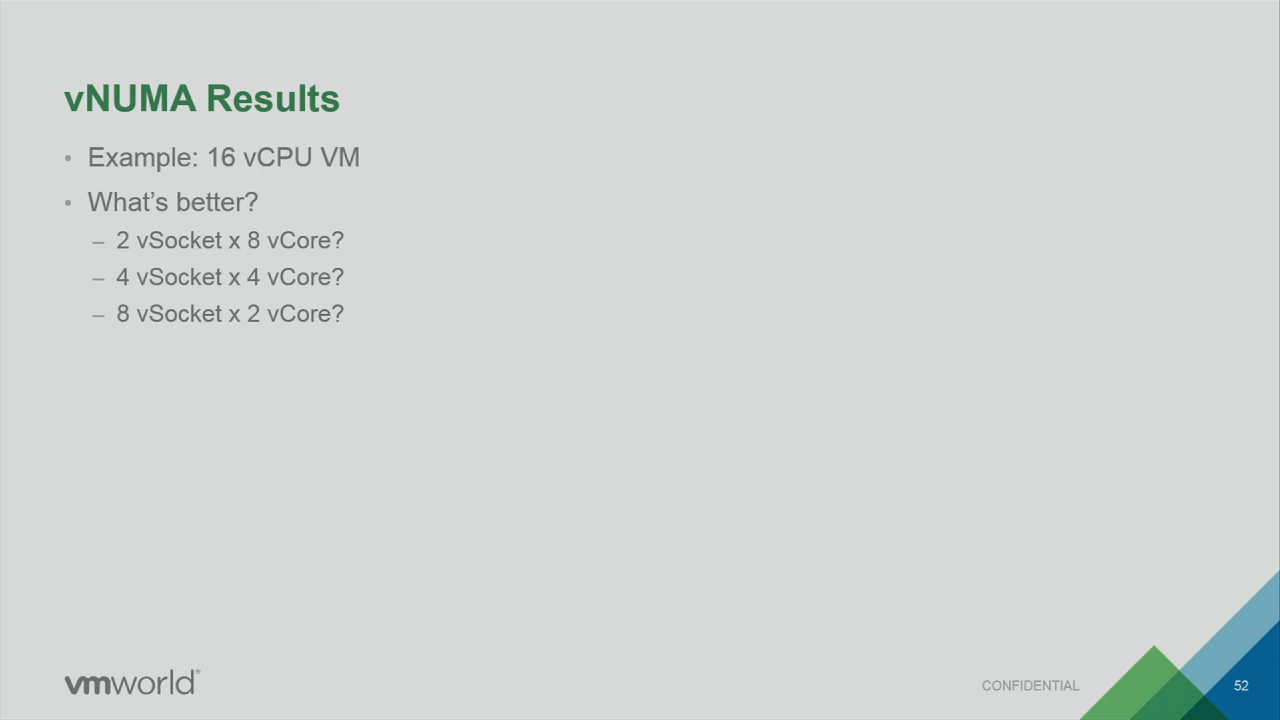 vNUMA Results
• Example: 16 vCPU VM
• What's better?
– 2 vSocket x 8 vCore?
– 4 vSocket x 4 vCore?
– 8 vSocket x 2 vCore?
vmworld®
CONFIDENTIAL
52